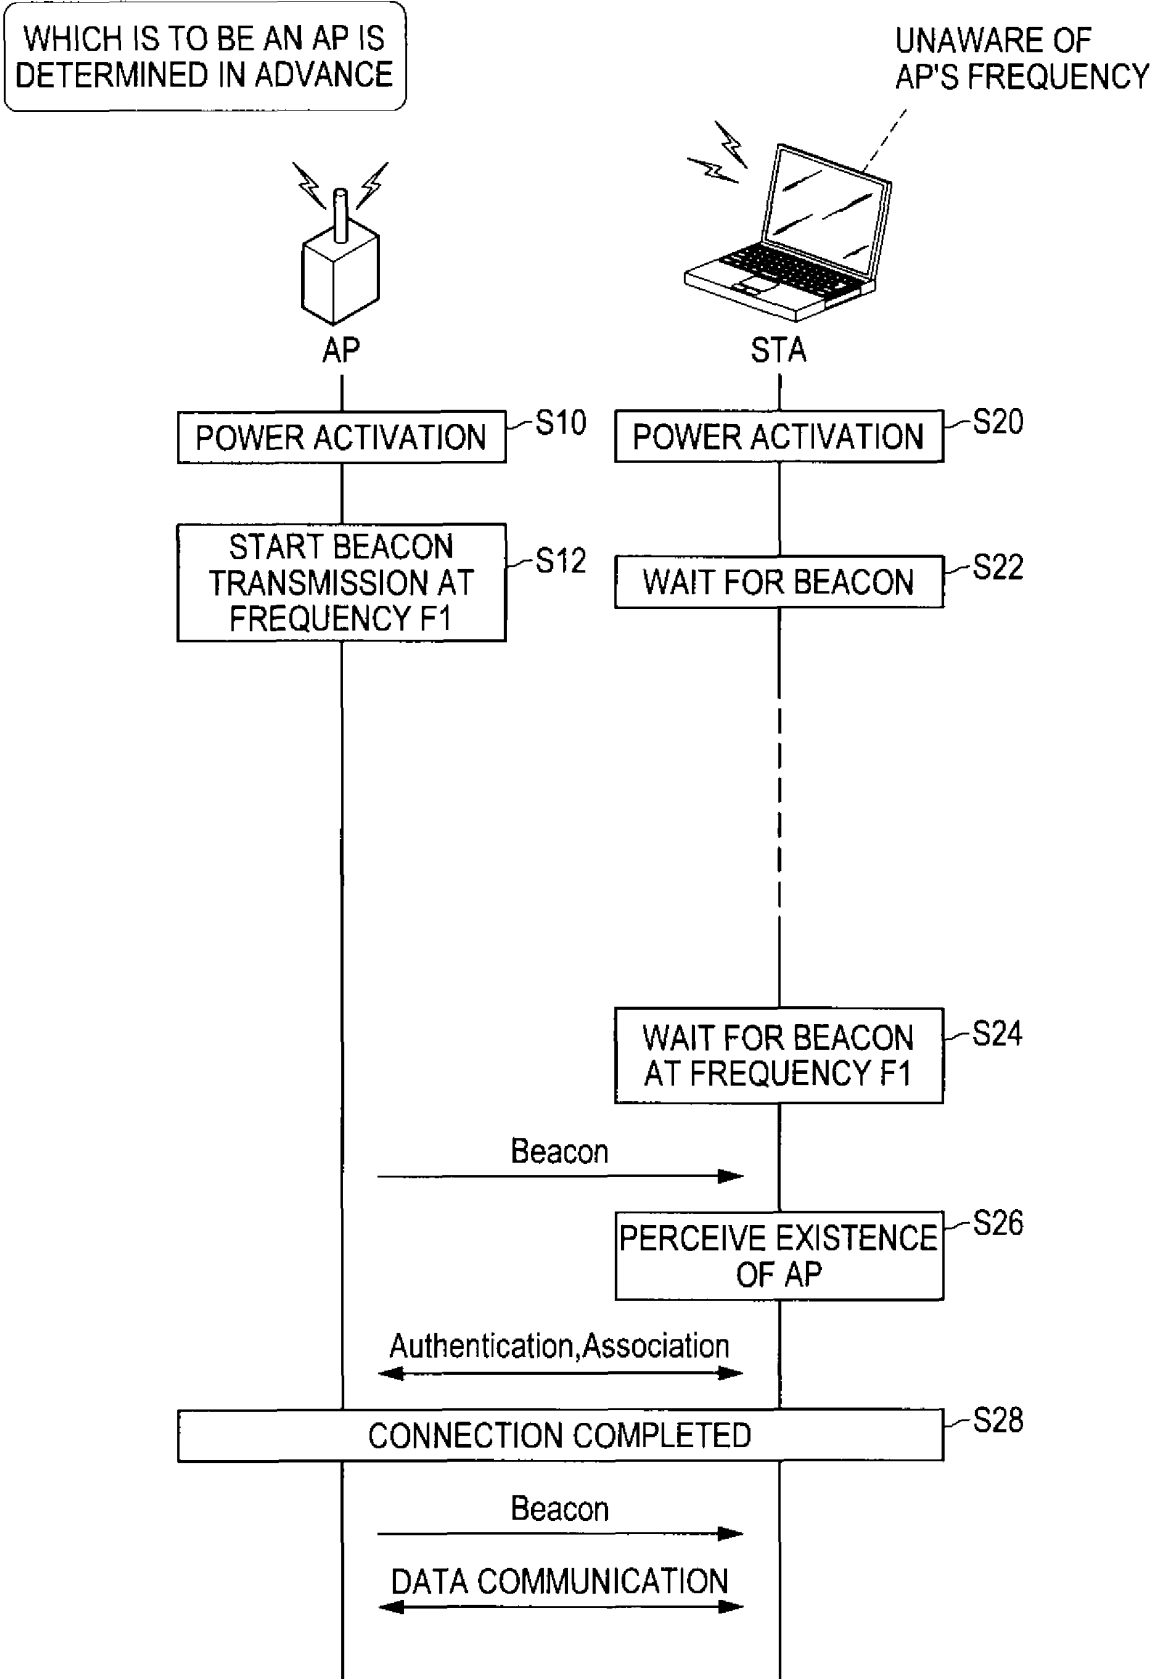 WHICH IS TO BE AN AP IS
DETERMINED IN ADVANCE
UNAWARE OF
AP'S FREQUENCY
AP
STA
POWER ACTIVATION
S10
POWER ACTIVATION
S20
START BEACON
TRANSMISSION AT
FREQUENCY F1
S12
WAIT FOR BEACON
S22
WAIT FOR BEACON
AT FREQUENCY F1
S24
Beacon
PERCEIVE EXISTENCE
OF AP
S26
Authentication,Association
CONNECTION COMPLETED
S28
Beacon
DATA COMMUNICATION